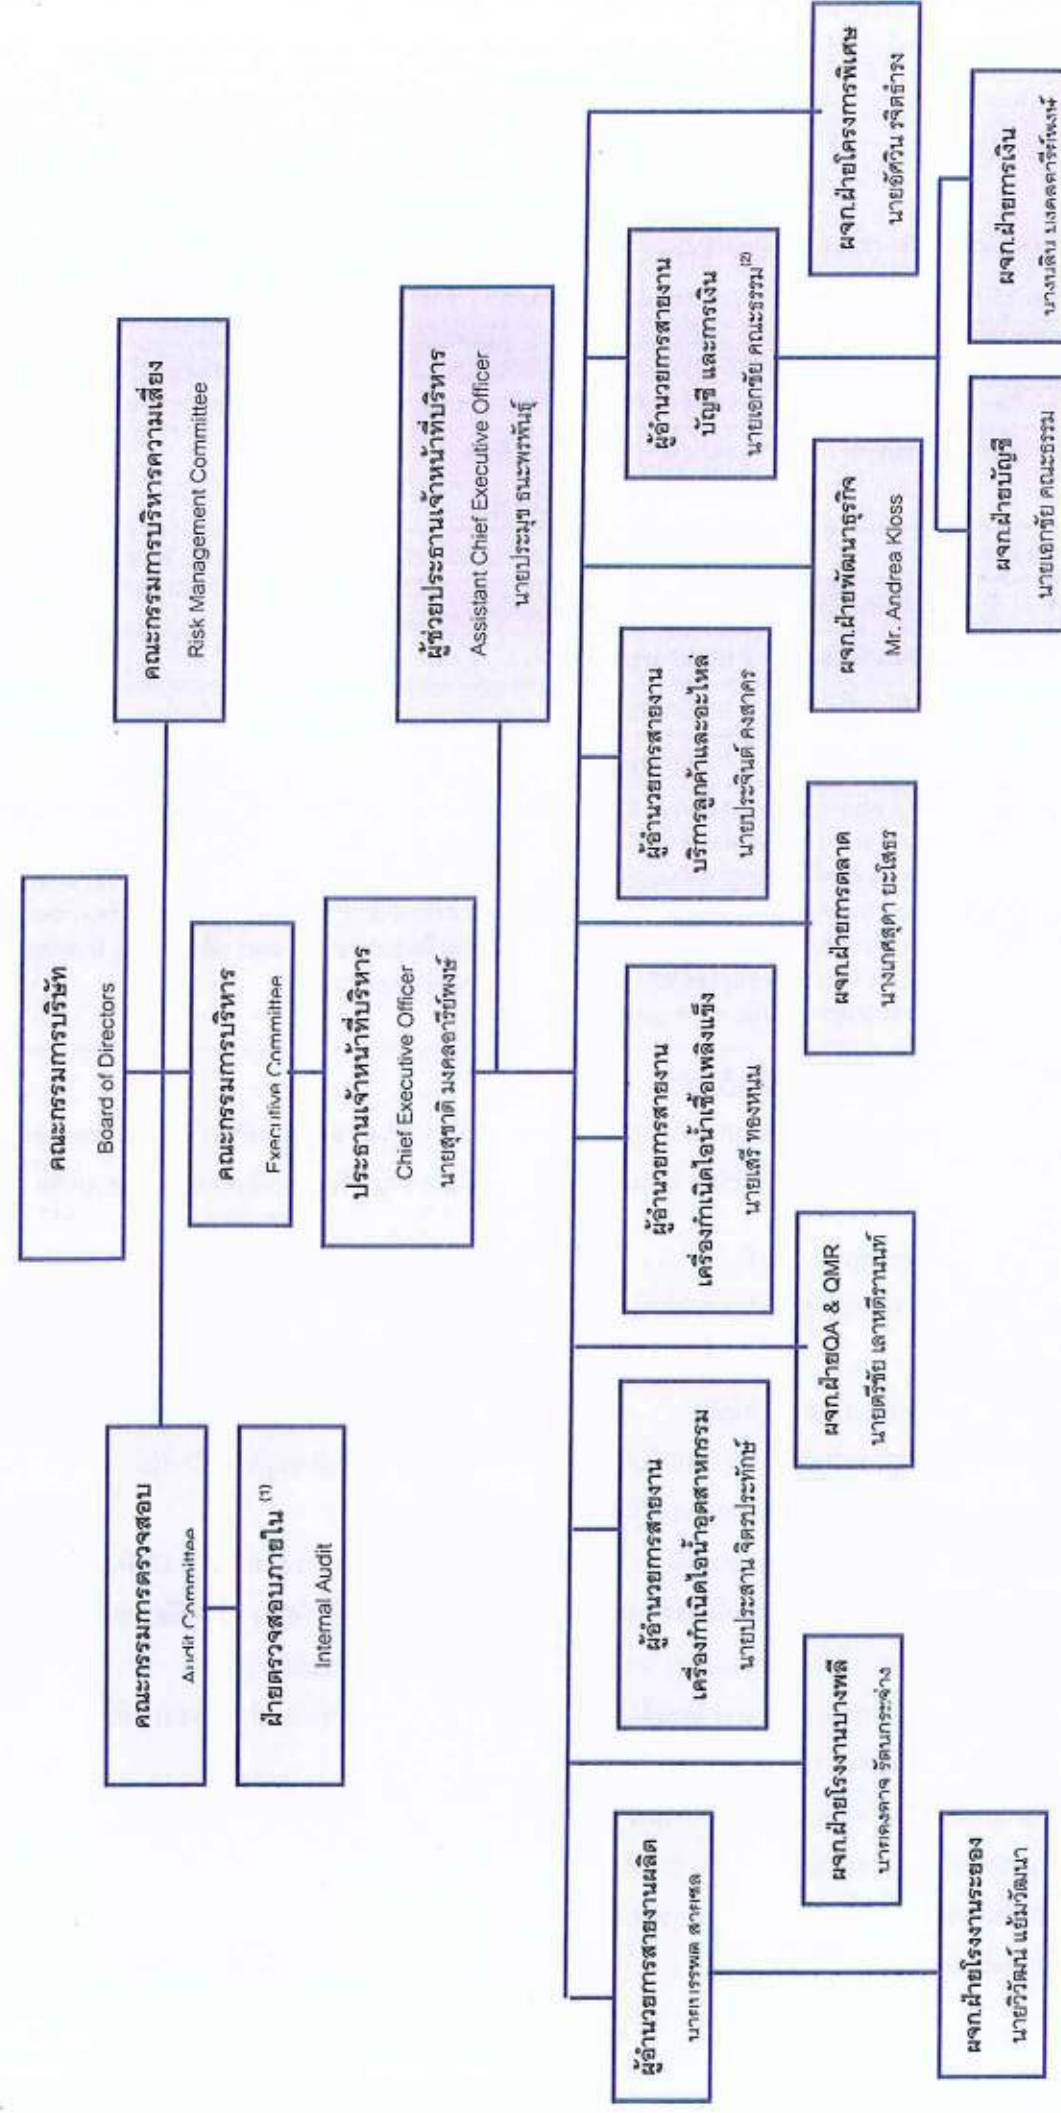 คณะกรรมการบริษัท
Board of Directors
คณะกรรมการบริหารความเสี่ยง
Risk Management Committee
คณะกรรมการตรวจสอบ
Audit Committee
ฝ่ายตรวจสอบภายใน (1)
Internal Audit
คณะกรรมการบริหาร
Executive Committee
ประธานเจ้าหน้าที่บริหาร
Chief Executive Officer
นายสุชาติ มงคลอารีย์พงษ์
ผู้ช่วยประธานเจ้าหน้าที่บริหาร
Assistant Chief Executive Officer
นายประมุข ธนะพรพันธุ์
ผู้อำนวยการสายงานผลิต
ผู้อำนวยการสายงาน
เครื่องกำเนิดไอน้ำอุตสาหกรรม
นายประสาน จิตรประทักษ์
ผู้อำนวยการสายงาน
เครื่องกำเนิดไอน้ำเชื้อเพลิงแข็ง
นายเสรี ทองหนุน
ผู้อำนวยการสายงาน
บริการลูกค้าและอะไหล่
นายประจินต์ คงสาคร
ผู้อำนวยการสายงาน
บัญชี และการเงิน
นายเอกชัย คณะธรรม(2)
ผจก.ฝ่ายโรงงานบางพลี
รัตนกระจ่าง
ผจก.ฝ่ายQA & QMR
นายตรีชัย เลาหตีรานนท์
ผจก.ฝ่ายการตลาด
นางเกศสุดา ยะโสธร
ผจก.ฝ่ายพัฒนาธุรกิจ
Mr. Andrea Kloss
ผจก.ฝ่ายโครงการพิเศษ
นายอัศวิน รจิตธำรง
ผจก.ฝ่ายโรงงานระยอง
นายวิวัฒน์ แย้มวัฒนา
ผจก.ฝ่ายบัญชี
นายเอกชัย คณะธรรม
ผจก.ฝ่ายการเงิน